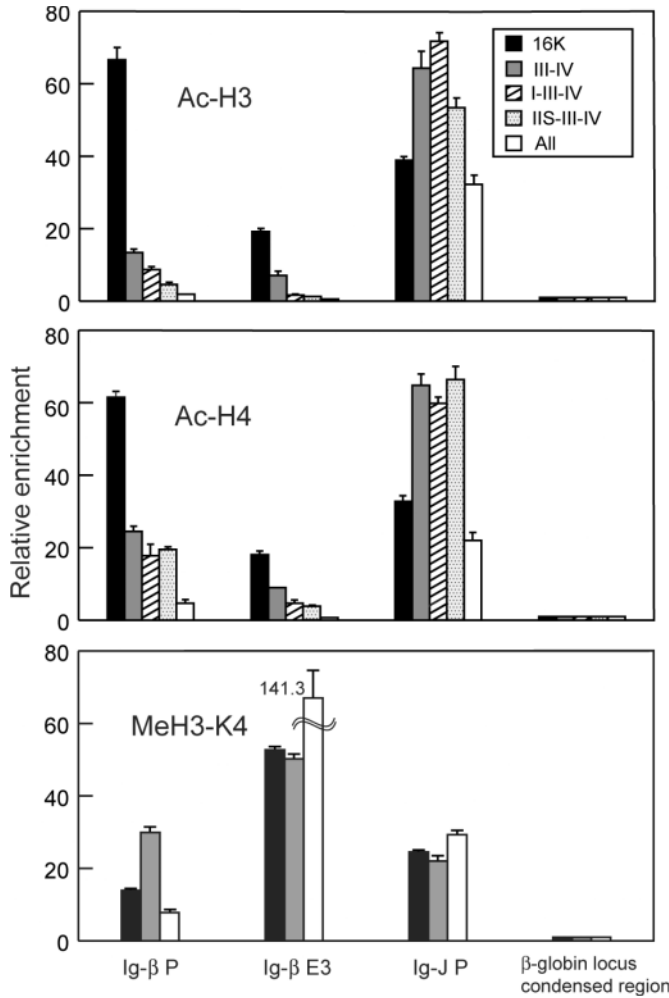 80
60
40
20
0
Ac-H3
16K
III-IV
I-III-IV
IIS-III-IV
All
Relative enrichment
80
60
40
20
0
Ac-H4
80
60
40
20
0
141.3
MeH3-K4
Ig-β P
Ig-β E3
Ig-J P
β-globin locus
condensed region